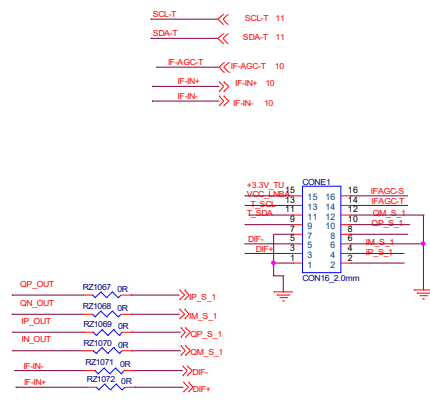 SCL-T SCL-T 11
SDA-T SDA-T 11
IF-AGC-T IF-AGC-T 10
IF-IN+ IF-IN+ 10
IF-IN- IF-IN- 10
CONE1
+3.3V_TU 15 15 16 16 IFAGC-S
VCC_LNBA 13 13 14 14 IFAGC-T
T_SCL 11 11 12 12 QM_S_1
T_SDA 9 9 10 10 QP_S_1
7 7 8 8
DIF- 5 5 6 6 IM_S_1
DIF+ 3 3 4 4 IP_S_1
1 1 2 2
CON16_2.0mm
QP_OUT RZ1067 0R IP_S_1
QN_OUT RZ1068 0R IM_S_1
IP_OUT RZ1069 0R QP_S_1
IN_OUT RZ1070 0R QM_S_1
IF-IN- RZ1071 0R DIF-
IF-IN+ RZ1072 0R DIF+